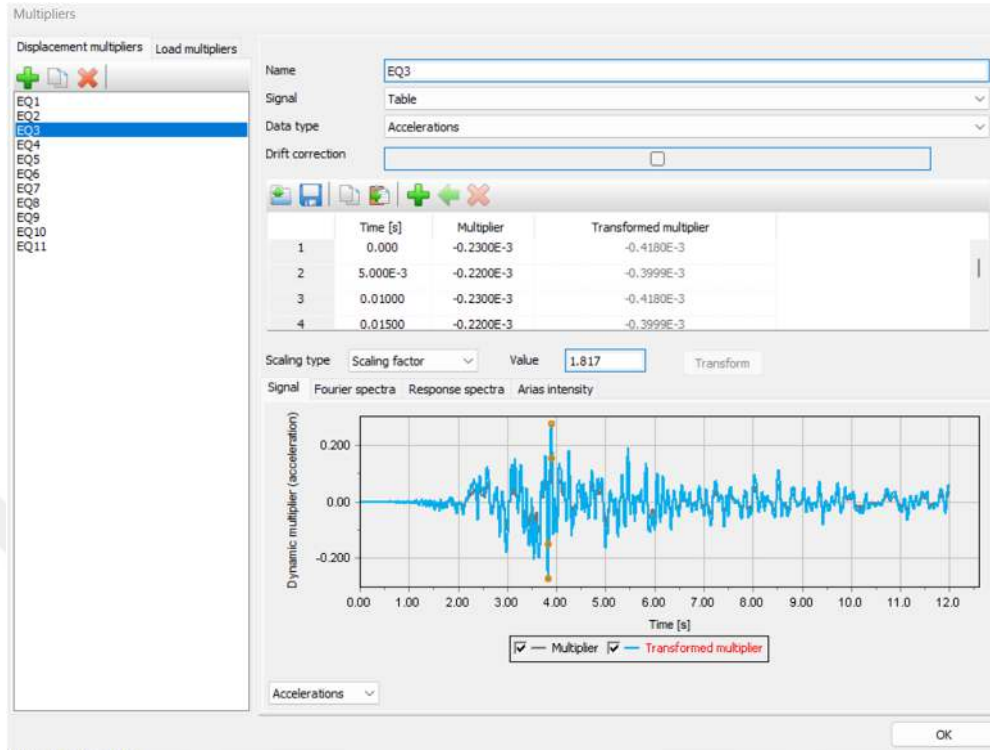 Multipliers
Displacement multipliers Load multipliers
EQ1
EQ2
EQ3
EQ4
EQ5
EQ6
EQ7
EQ8
EQ9
EQ10
EQ11
Name EQ3
Signal Table
Data type Accelerations
Drift correction
Time [s] Multiplier Transformed multiplier
1 0.000 -0.2300E-3 -0.4180E-3
2 5.000E-3 -0.2200E-3 -0.3999E-3
3 0.01000 -0.2300E-3 -0.4180E-3
4 0.01500 -0.2200E-3 -0.3999E-3
Scaling type Scaling factor Value 1.817 Transform
Signal Fourier spectra Response spectra Arias intensity
Dynamic multiplier (acceleration)
0.200
0.00
-0.200
0.00 1.00 2.00 3.00 4.00 5.00 6.00 7.00 8.00 9.00 10.0 11.0 12.0
Time [s]
Multiplier Transformed multiplier
Accelerations
OK